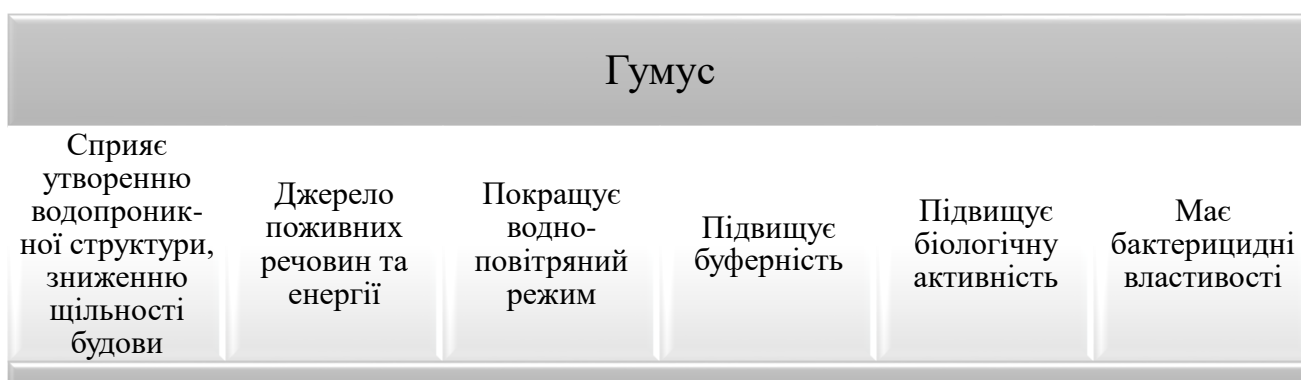 Гумус
Сприяє
утворенню
водопроник-
ної структури,
зниженню
щільності
будови
Джерело
поживних
речовин та
енергії
Покращує
водно-
повітряний
режим
Підвищує
буферність
Підвищує
біологічну
активність
Має
бактерицидні
властивості